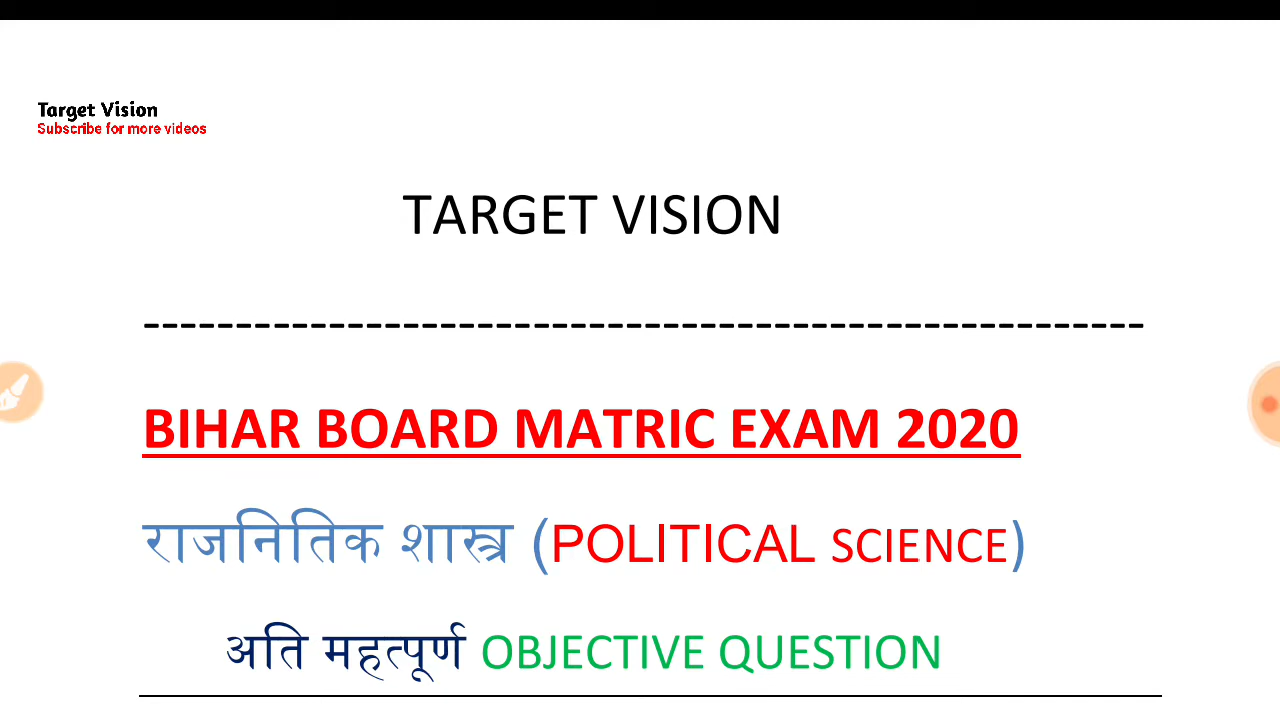 Target Vision
Subscribe for more videos
TARGET VISION
-------------------------------------------------------
BIHAR BOARD MATRIC EXAM 2020
राजनितिक शास्त्र (POLITICAL SCIENCE)
अति महत्पूर्ण OBJECTIVE QUESTION